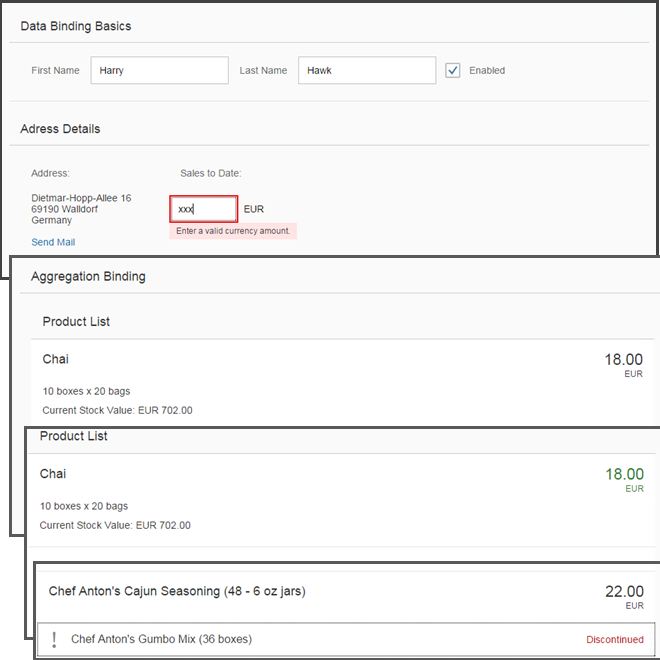 Data Binding Basics
First Name Harry Last Name Hawk Enabled
Adress Details
Address: Sales to Date:
Dietmar-Hopp-Allee 16
69190 Walldorf
Germany
xxx EUR
Enter a valid currency amount.
Send Mail
Aggregation Binding
Product List
Chai 18.00
EUR
10 boxes x 20 bags
Current Stock Value: EUR 702.00
Product List
Chai 18.00
EUR
10 boxes x 20 bags
Current Stock Value: EUR 702.00
Chef Anton's Cajun Seasoning (48 - 6 oz jars) 22.00
EUR
! Chef Anton's Gumbo Mix (36 boxes) Discontinued